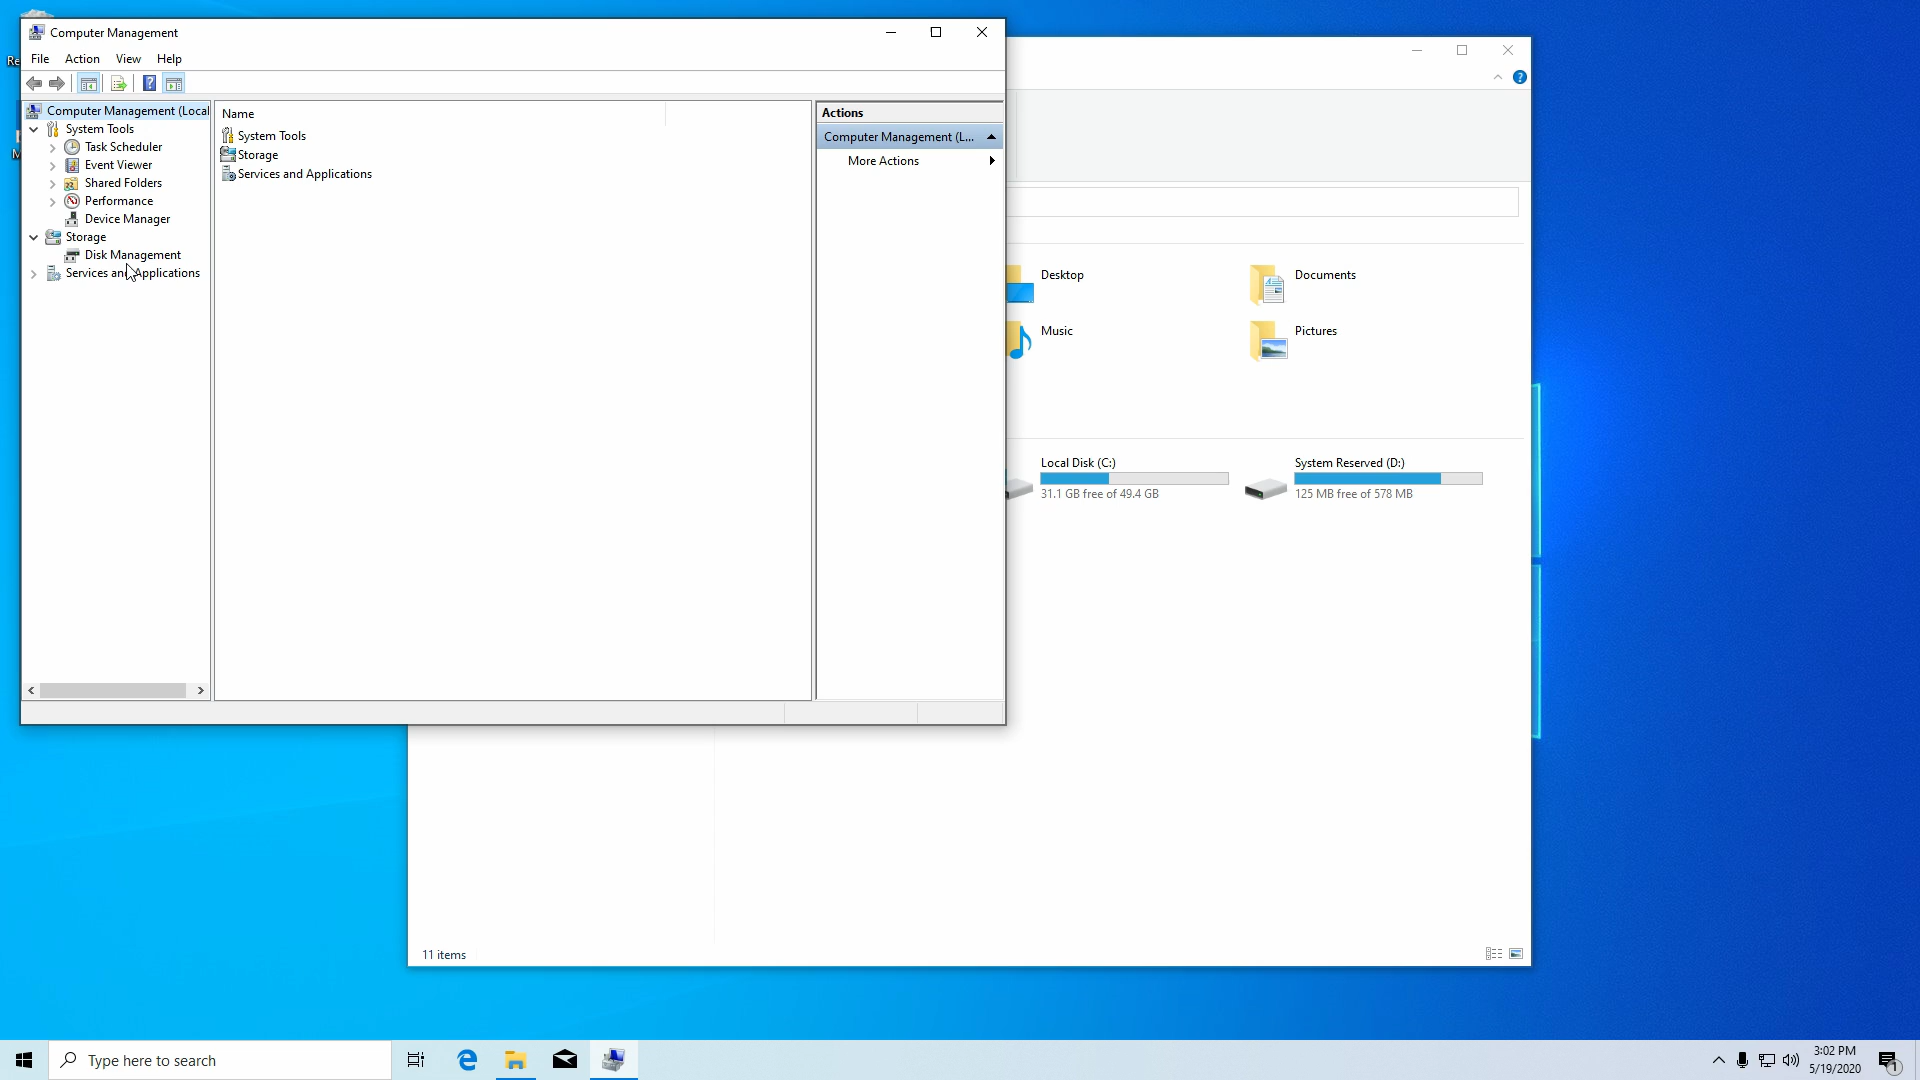 Computer Management
File Action View Help
Computer Management (Local
System Tools
Task Scheduler
Event Viewer
Shared Folders
Performance
Device Manager
Storage
Disk Management
Services and Applications
Name
System Tools
Storage
Services and Applications
Actions
Computer Management (L...
More Actions
Desktop
Documents
Music
Pictures
Local Disk (C:)
31.1 GB free of 49.4 GB
System Reserved (D:)
125 MB free of 578 MB
11 items
Type here to search
3:02 PM
5/19/2020
1